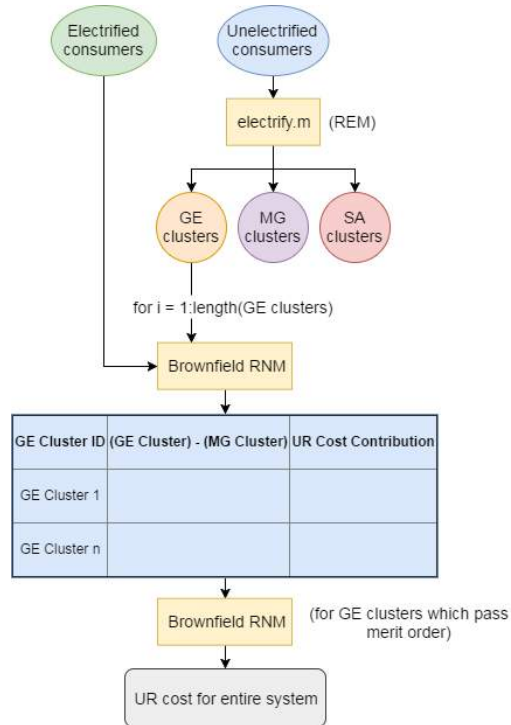 Electrified
consumers
Unelectrified
consumers
electrify.m
(REM)
GE
clusters
MG
clusters
SA
clusters
for i = 1:length(GE clusters)
Brownfield RNM
GE Cluster ID (GE Cluster) - (MG Cluster) UR Cost Contribution
GE Cluster 1
GE Cluster n
Brownfield RNM
(for GE clusters which pass
merit order)
UR cost for entire system